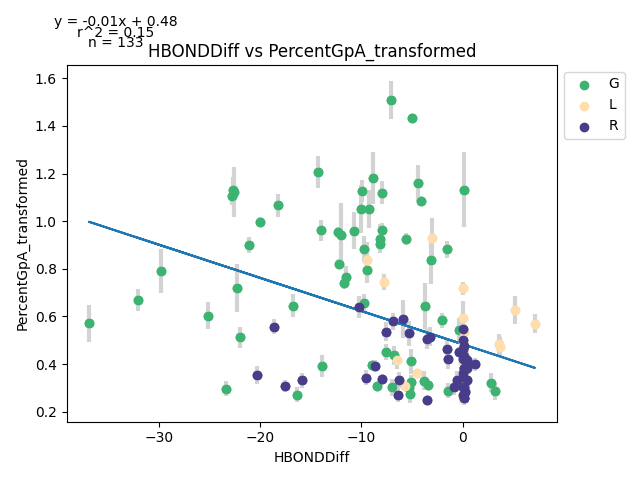 y = -0.01x + 0.48
r^2 = 0.15
n = 133
HBONDDiff vs PercentGpA_transformed
G
L
R
PercentGpA_transformed
1.6
1.4
1.2
1.0
0.8
0.6
0.4
0.2
−30
−20
−10
0
HBONDDiff